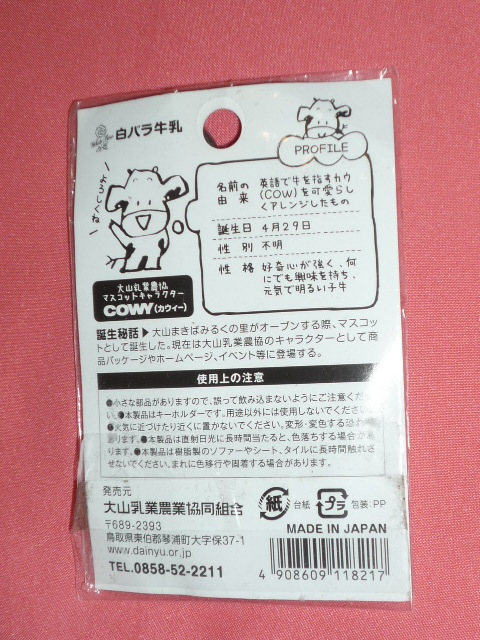 白バラ牛乳
PROFILE
よろしくね
名前の由来 英語で牛を指すカウ
(COW)を可愛らし
くアレンジしたもの
誕生日 4月29日
性別 不明
性格 好奇心が強く、何
にでも興味を持ち、
元気で明るい子牛
大山乳業農協
マスコットキャラクター
COWY(カウィー)
誕生秘話▶大山まきばみるくの里がオープンする際、マスコッ
トとして誕生した。現在は大山乳業農協のキャラクターとして商
品パッケージやホームページ、イベント等に登場する。
使用上の注意
●小さな部品がありますので、誤って飲み込まないようにご注意くだ
さい。●本製品はキーホルダーです。用途以外には使用しないでください。
●火に近づけたり近くに置かないでください。変形・変色する恐れが
あります。●本製品は直射日光に長時間当たると、色落ちする場合があ
ります。●本製品は樹脂製のソファーやシート、タイルに長時間触れさ
せないでください。まれに色移行や固着する場合があります。
発売元
大山乳業農業協同組合
〒689-2393
鳥取県東伯郡琴浦町大字保37-1
www.dainyu.or.jp
TEL.0858-52-2211
紙 台紙 プラ 包装:PP
MADE IN JAPAN
4 908609 118217